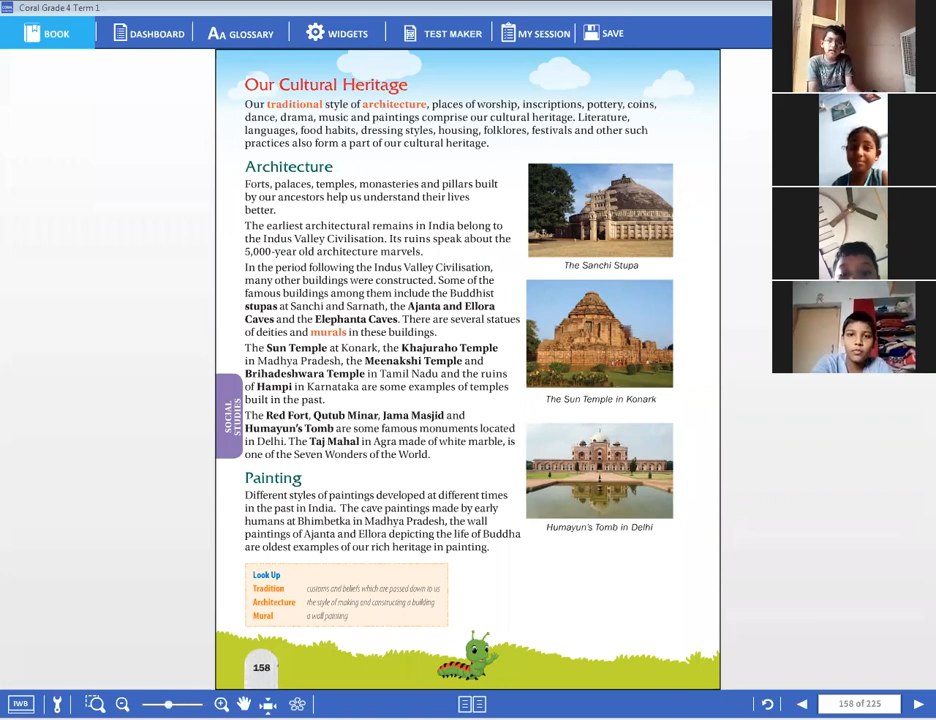 Coral Grade 4 Term 1
BOOK
DASHBOARD
AA GLOSSARY
WIDGETS
TEST MAKER
MY SESSION
SAVE
Our Cultural Heritage
Our traditional style of architecture, places of worship, inscriptions, pottery, coins,
dance, drama, music and paintings comprise our cultural heritage. Literature,
languages, food habits, dressing styles, housing, folklores, festivals and other such
practices also form a part of our cultural heritage.
Architecture
Forts, palaces, temples, monasteries and pillars built
by our ancestors help us understand their lives
better.
The earliest architectural remains in India belong to
the Indus Valley Civilisation. Its ruins speak about the
5,000-year old architecture marvels.
In the period following the Indus Valley Civilisation,
many other buildings were constructed. Some of the
famous buildings among them include the Buddhist
stupas at Sanchi and Sarnath, the Ajanta and Ellora
Caves and the Elephanta Caves. There are several statues
of deities and murals in these buildings.
The Sun Temple at Konark, the Khajuraho Temple
in Madhya Pradesh, the Meenakshi Temple and
Brihadeshwara Temple in Tamil Nadu and the ruins
of Hampi in Karnataka are some examples of temples
built in the past.
The Red Fort, Qutub Minar, Jama Masjid and
Humayun's Tomb are some famous monuments located
in Delhi. The Taj Mahal in Agra made of white marble, is
one of the Seven Wonders of the World.
The Sanchi Stupa
The Sun Temple in Konark
Humayun's Tomb in Delhi
SOCIAL
STUDIES
Painting
Different styles of paintings developed at different times
in the past in India. The cave paintings made by early
humans at Bhimbetka in Madhya Pradesh, the wall
paintings of Ajanta and Ellora depicting the life of Buddha
are oldest examples of our rich heritage in painting.
Look Up
Tradition customs and beliefs which are passed down to us
Architecture the style of making and constructing a building
Mural a wall painting
158
IWB
158 of 225